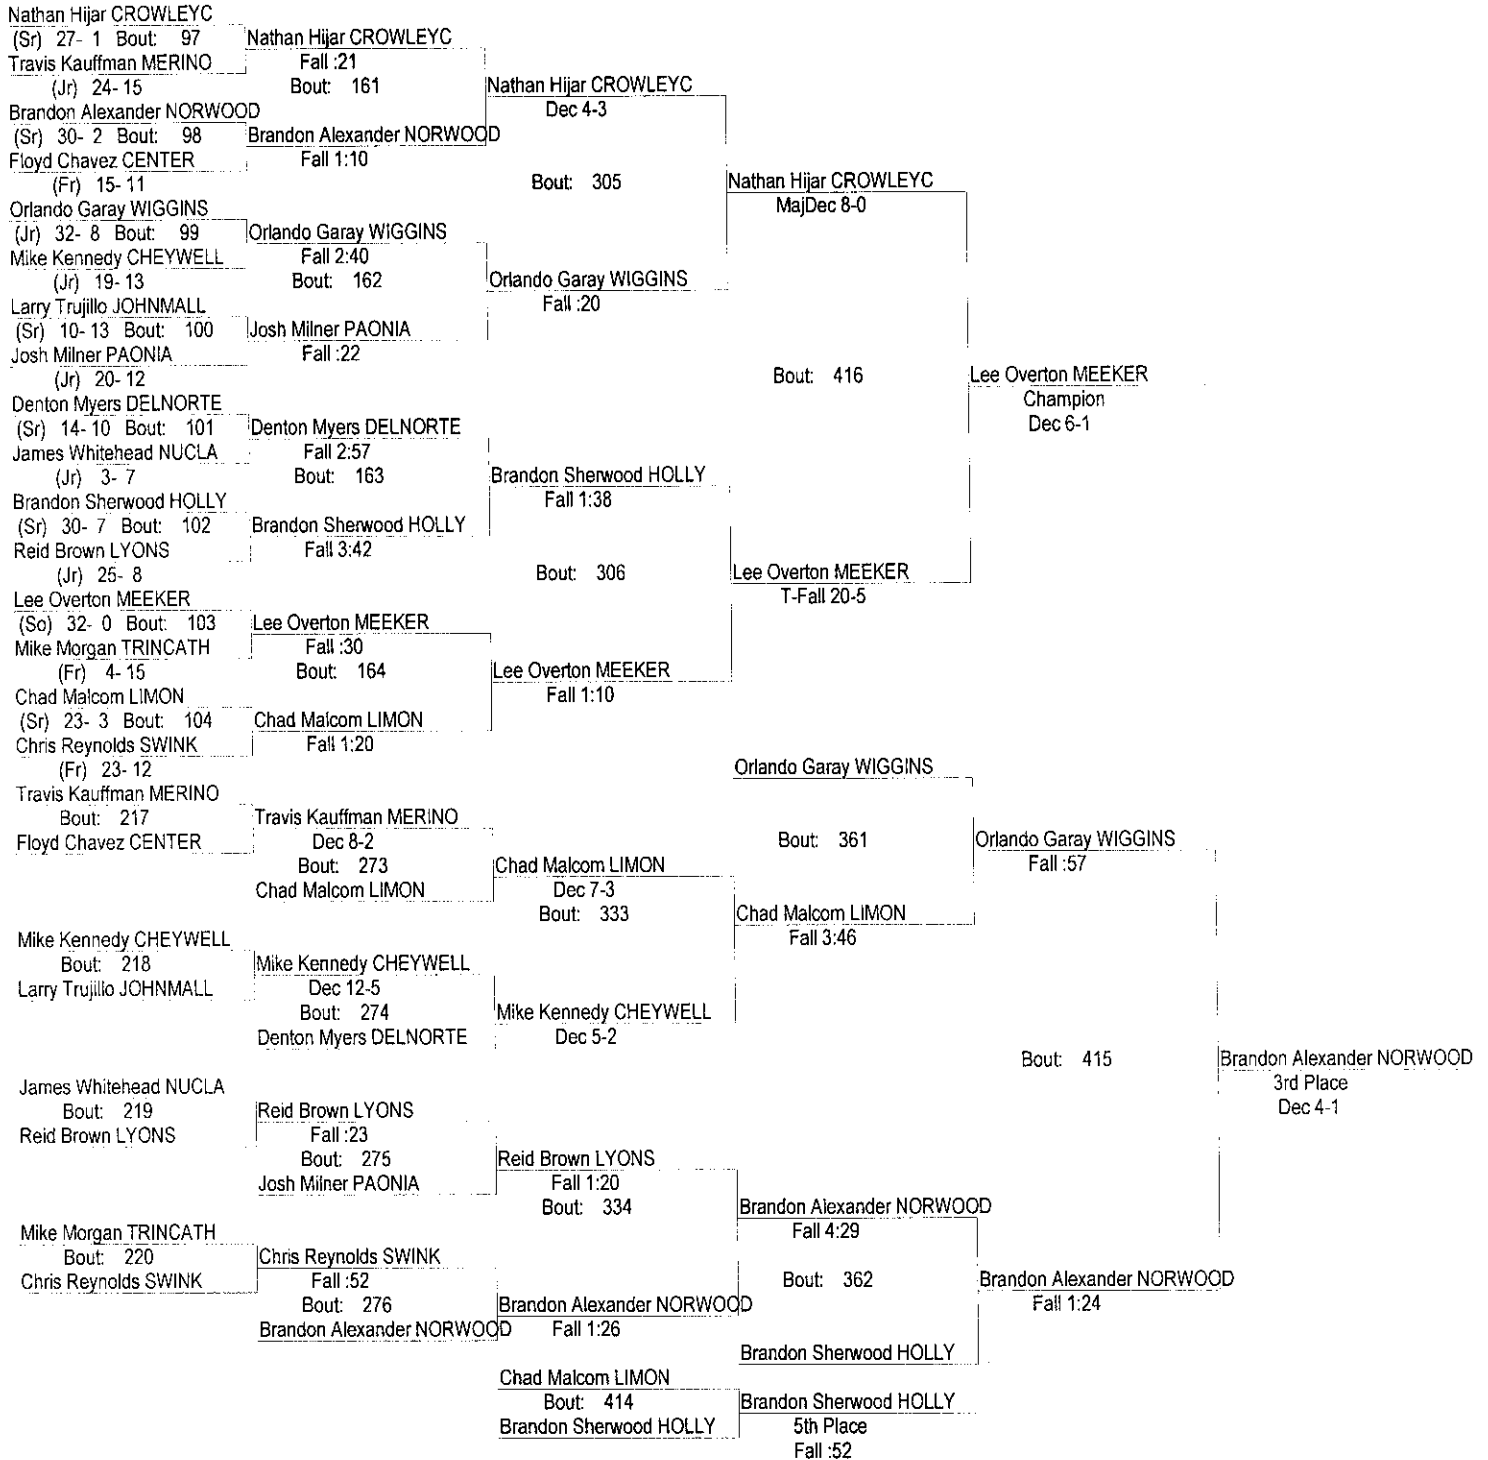 Nathan Hijar CROWLEYC
(Sr) 27- 1 Bout: 97
Travis Kauffman MERINO
(Jr) 24- 15
Brandon Alexander NORWOOD
(Sr) 30- 2 Bout: 98
Floyd Chavez CENTER
(Fr) 15- 11
Orlando Garay WIGGINS
(Jr) 32- 8 Bout: 99
Mike Kennedy CHEYWELL
(Jr) 19- 13
Larry Trujillo JOHNMALL
(Sr) 10- 13 Bout: 100
Josh Milner PAONIA
(Jr) 20- 12
Denton Myers DELNORTE
(Sr) 14- 10 Bout: 101
James Whitehead NUCLA
(Jr) 3- 7
Brandon Sherwood HOLLY
(Sr) 30- 7 Bout: 102
Reid Brown LYONS
(Jr) 25- 8
Lee Overton MEEKER
(So) 32- 0 Bout: 103
Mike Morgan TRINCATH
(Fr) 4- 15
Chad Malcom LIMON
(Sr) 23- 3 Bout: 104
Chris Reynolds SWINK
(Fr) 23- 12
Nathan Hijar CROWLEYC
Fall :21
Bout: 161
Brandon Alexander NORWOOD
Fall 1:10
Orlando Garay WIGGINS
Fall 2:40
Bout: 162
Josh Milner PAONIA
Fall :22
Denton Myers DELNORTE
Fall 2:57
Bout: 163
Brandon Sherwood HOLLY
Fall 3:42
Lee Overton MEEKER
Fall :30
Bout: 164
Chad Malcom LIMON
Fall 1:20
Nathan Hijar CROWLEYC
Dec 4-3
Bout: 305
Orlando Garay WIGGINS
Fall :20
Brandon Sherwood HOLLY
Fall 1:38
Bout: 306
Lee Overton MEEKER
Fall 1:10
Nathan Hijar CROWLEYC
MajDec 8-0
Bout: 416
Lee Overton MEEKER
T-Fall 20-5
Lee Overton MEEKER
Champion
Dec 6-1
Travis Kauffman MERINO
Bout: 217
Floyd Chavez CENTER
Mike Kennedy CHEYWELL
Bout: 218
Larry Trujillo JOHNMALL
James Whitehead NUCLA
Bout: 219
Reid Brown LYONS
Mike Morgan TRINCATH
Bout: 220
Chris Reynolds SWINK
Travis Kauffman MERINO
Dec 8-2
Bout: 273
Chad Malcom LIMON
Mike Kennedy CHEYWELL
Dec 12-5
Bout: 274
Denton Myers DELNORTE
Reid Brown LYONS
Fall :23
Bout: 275
Josh Milner PAONIA
Chris Reynolds SWINK
Fall :52
Bout: 276
Brandon Alexander NORWOOD
Chad Malcom LIMON
Dec 7-3
Bout: 333
Mike Kennedy CHEYWELL
Dec 5-2
Reid Brown LYONS
Fall 1:20
Bout: 334
Brandon Alexander NORWOOD
Fall 1:26
Orlando Garay WIGGINS
Bout: 361
Chad Malcom LIMON
Fall 3:46
Brandon Alexander NORWOOD
Fall 4:29
Bout: 362
Brandon Sherwood HOLLY
Orlando Garay WIGGINS
Fall :57
Bout: 415
Brandon Alexander NORWOOD
Fall 1:24
Brandon Alexander NORWOOD
3rd Place
Dec 4-1
Chad Malcom LIMON
Bout: 414
Brandon Sherwood HOLLY
Brandon Sherwood HOLLY
5th Place
Fall :52